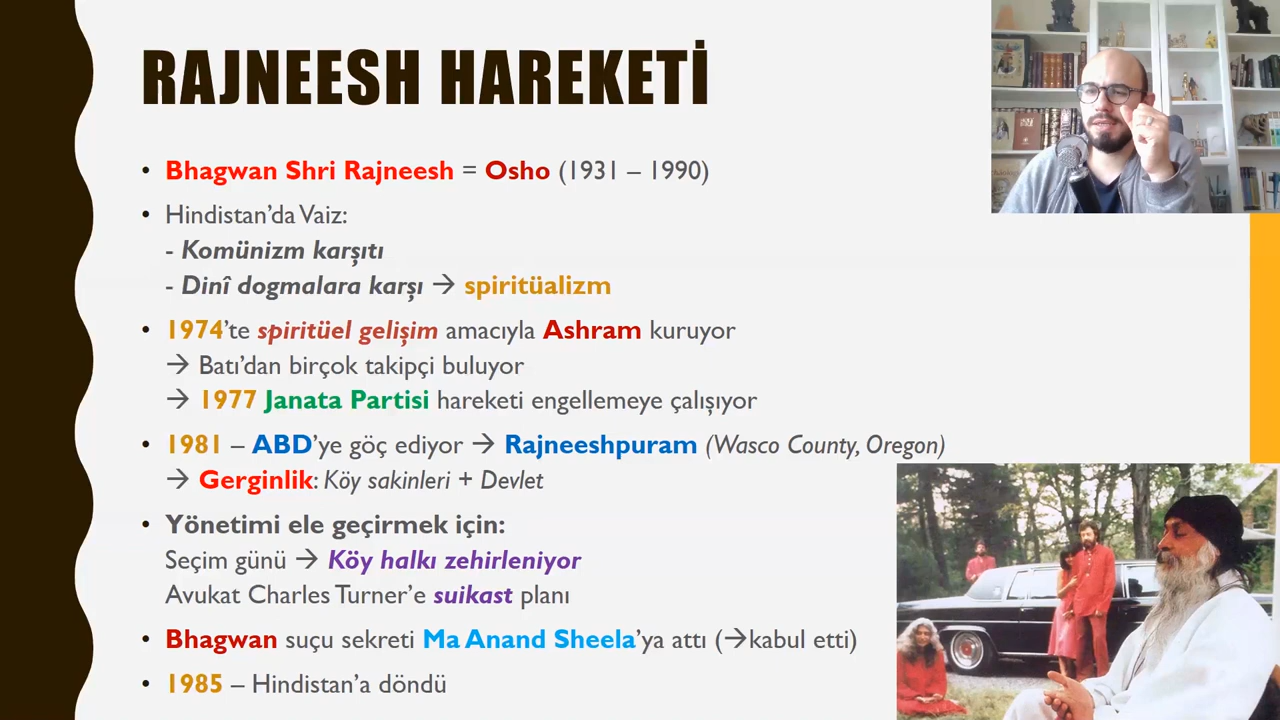 RAJNEESH HAREKETİ
• Bhagwan Shri Rajneesh = Osho (1931 – 1990)
• Hindistan’da Vaiz:
- Komünizm karşıtı
- Dinî dogmalara karşı → spiritüalizm
• 1974’te spiritüel gelişim amacıyla Ashram kuruyor
→ Batı’dan birçok takipçi buluyor
→ 1977 Janata Partisi hareketi engellemeye çalışıyor
• 1981 – ABD’ye göç ediyor → Rajneeshpuram (Wasco County, Oregon)
→ Gerginlik: Köy sakinleri + Devlet
• Yönetimi ele geçirmek için:
Seçim günü → Köy halkı zehirleniyor
Avukat Charles Turner’e suikast planı
• Bhagwan suçu sekreti Ma Anand Sheela’ya attı (→kabul etti)
• 1985 – Hindistan’a döndü